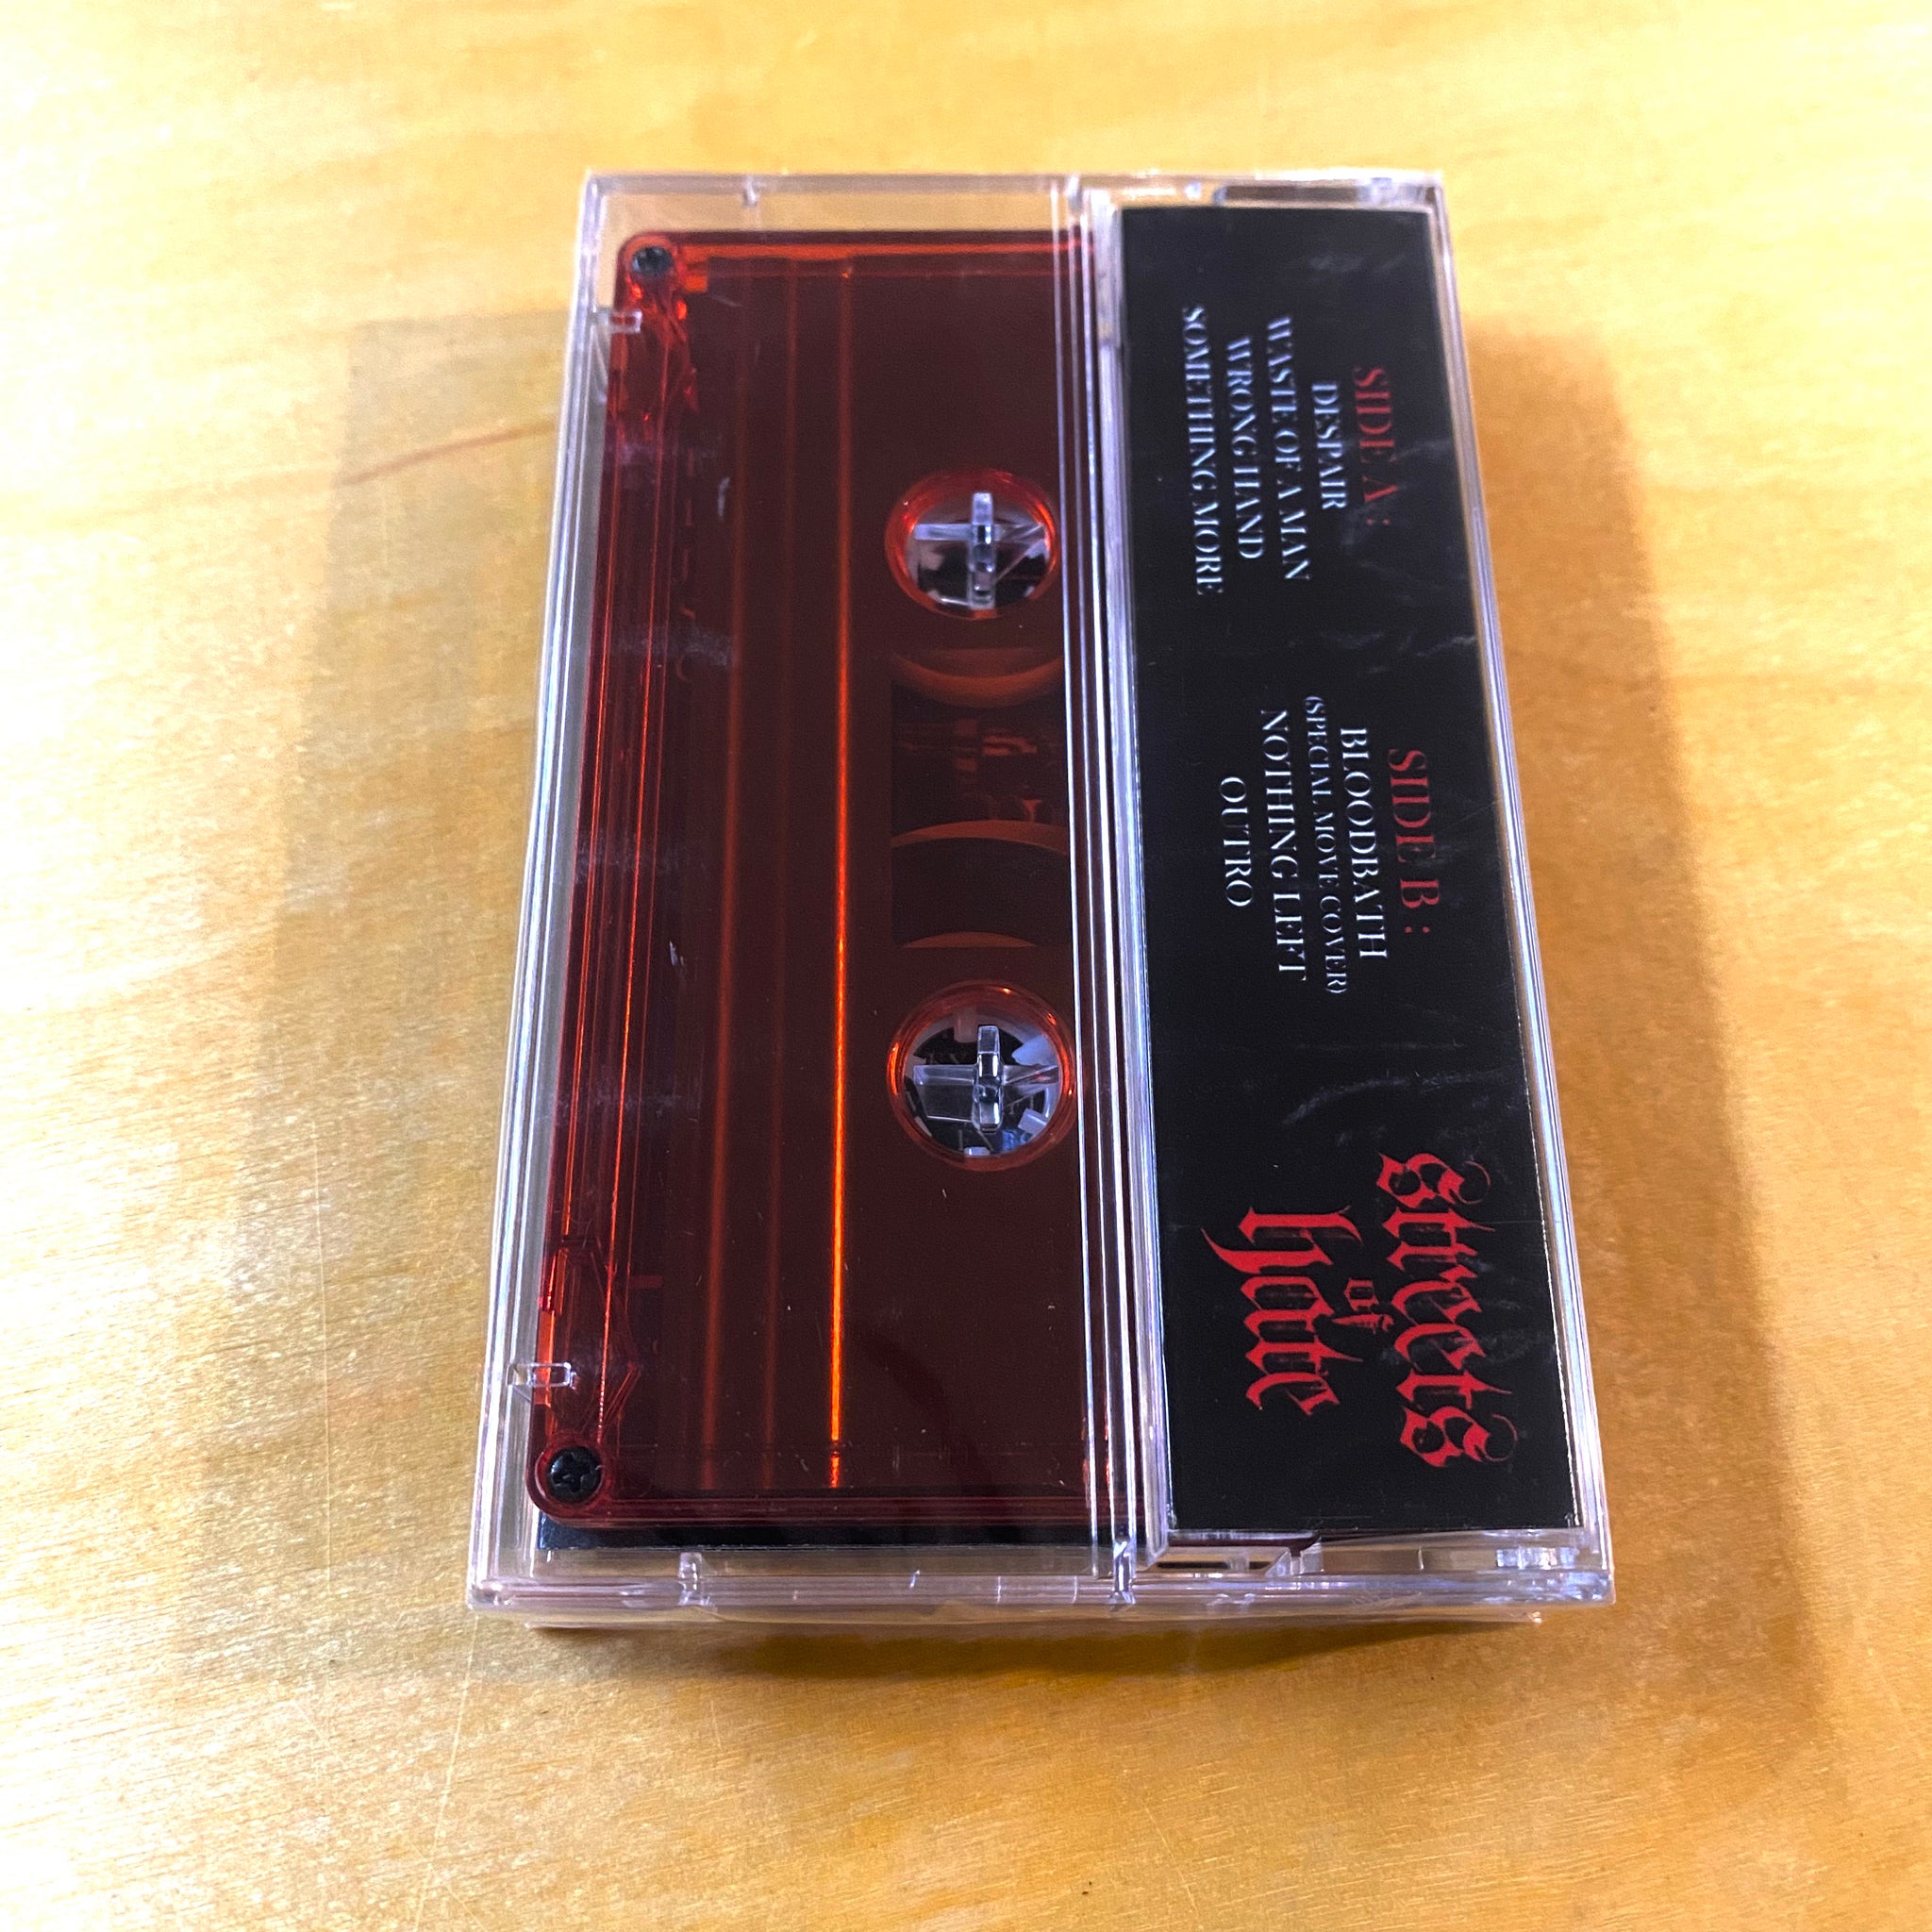 SIDE A :
DESPAIR
WASTE OF A MAN
WRONG HAND
SOMETHING MORE
SIDE B :
BLOODBATH
(SPECIAL MOVE COVER)
NOTHING LEFT
OUTRO
Streets
of
Hate